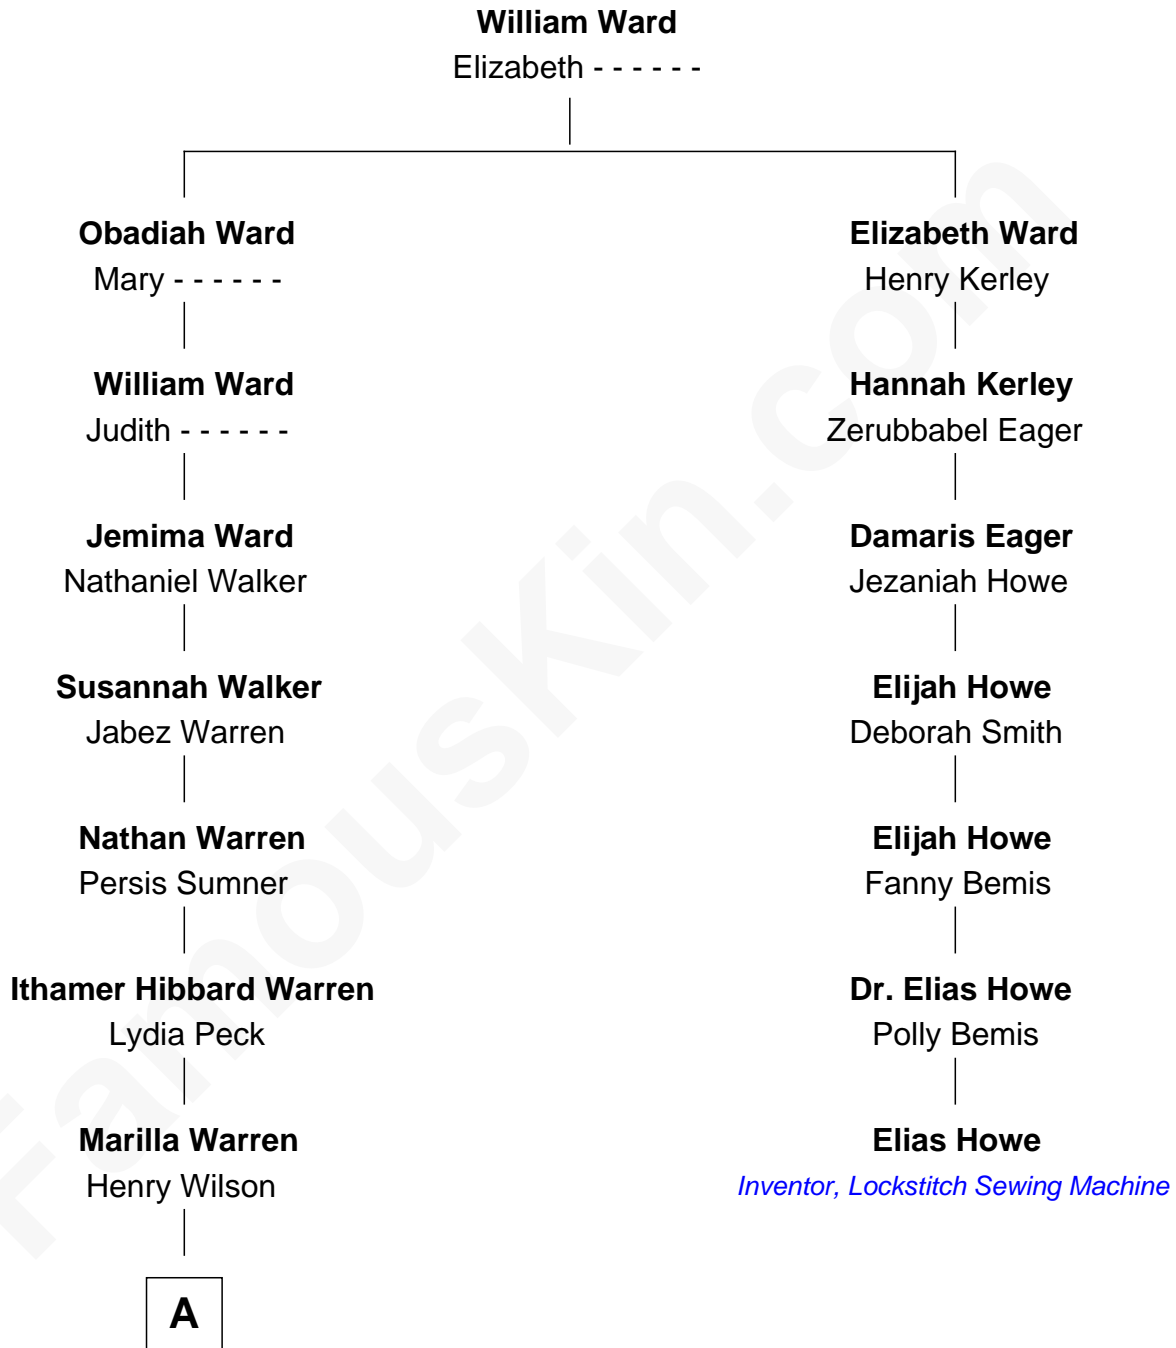 William Ward
Elizabeth - - - - - -
Obadiah Ward
Mary - - - - - -
Elizabeth Ward
Henry Kerley
William Ward
Judith - - - - - -
Hannah Kerley
Zerubbabel Eager
Jemima Ward
Nathaniel Walker
Damaris Eager
Jezaniah Howe
Susannah Walker
Jabez Warren
Elijah Howe
Deborah Smith
Nathan Warren
Persis Sumner
Elijah Howe
Fanny Bemis
Ithamer Hibbard Warren
Lydia Peck
Dr. Elias Howe
Polly Bemis
Marilla Warren
Henry Wilson
Elias Howe
Inventor, Lockstitch Sewing Machine
A
FamousKin.com